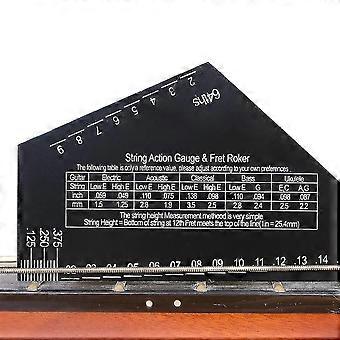 64ths
2 3 4 5 6 7 8 9
String Action Gauge & Fret Roker
The following table is only a reference value, please adjust according to your own preferences .
Guitar Electric Acoustic Classical Bass Ukulele
String Low E High E Low E High E Low E High E Low E G E,C A,G
inch .059 .049 .110 .075 .138 .098 .110 .094 .098 .087
mm 1.5 1.25 2.8 1.9 3.5 2.5 2.8 2.4 2.5 2.2
The string height Measurement method is very simple
String Height = Bottom of string at 12th Fret meets the top of the line(1in = 25.4mm)
.125 .250 .375
.02 .03 .04 .05 .06 .07 .08 .09 .10 .11 .12 .13 .14